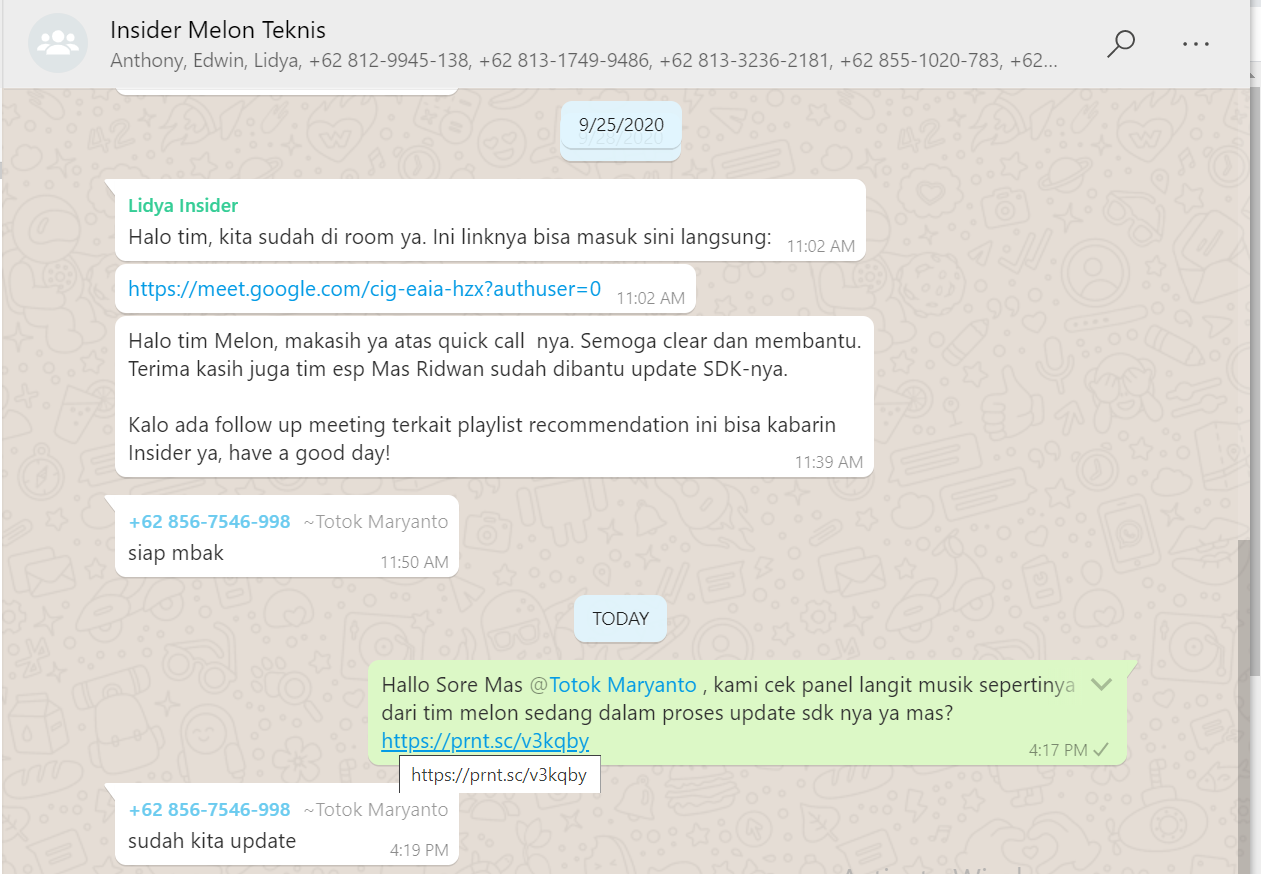 Insider Melon Teknis
Anthony, Edwin, Lidya, +62 812-9945-138, +62 813-1749-9486, +62 813-3236-2181, +62 855-1020-783, +62...
9/25/2020
9/28/2020
Lidya Insider
Halo tim, kita sudah di room ya. Ini linknya bisa masuk sini langsung:
11:02 AM
https://meet.google.com/cig-eaia-hzx?authuser=0
11:02 AM
Halo tim Melon, makasih ya atas quick call  nya. Semoga clear dan membantu.
Terima kasih juga tim esp Mas Ridwan sudah dibantu update SDK-nya.
Kalo ada follow up meeting terkait playlist recommendation ini bisa kabarin
Insider ya, have a good day!
11:39 AM
+62 856-7546-998 ~Totok Maryanto
siap mbak
11:50 AM
TODAY
Hallo Sore Mas @Totok Maryanto , kami cek panel langit musik sepertinya
dari tim melon sedang dalam proses update sdk nya ya mas?
https://prnt.sc/v3kqby
4:17 PM
https://prnt.sc/v3kqby
+62 856-7546-998 ~Totok Maryanto
sudah kita update
4:19 PM